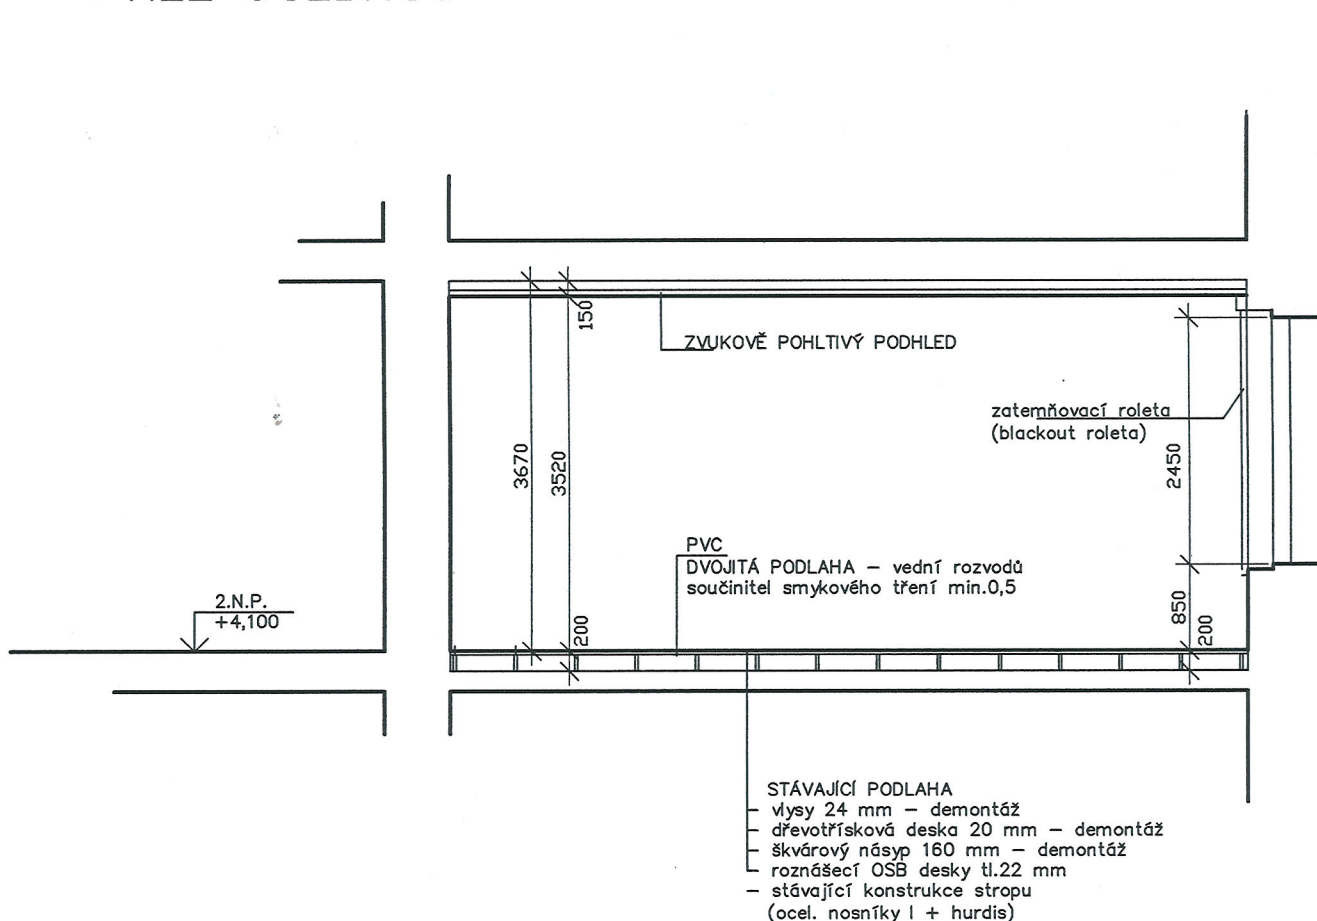 150
ZVUKOVĚ POHLTIVÝ PODHLED
zatemňovací roleta
(blackout roleta)
3670
3520
2450
PVC
DVOJITÁ PODLAHA – vední rozvodů
součinitel smykového tření min.0,5
2.N.P.
+4,100
200
850
200
STÁVAJÍCÍ PODLAHA
– vlysy 24 mm – demontáž
– dřevotřísková deska 20 mm – demontáž
– škvárový násyp 160 mm – demontáž
– roznášecí OSB desky tl.22 mm
– stávající konstrukce stropu
(ocel. nosníky I + hurdis)